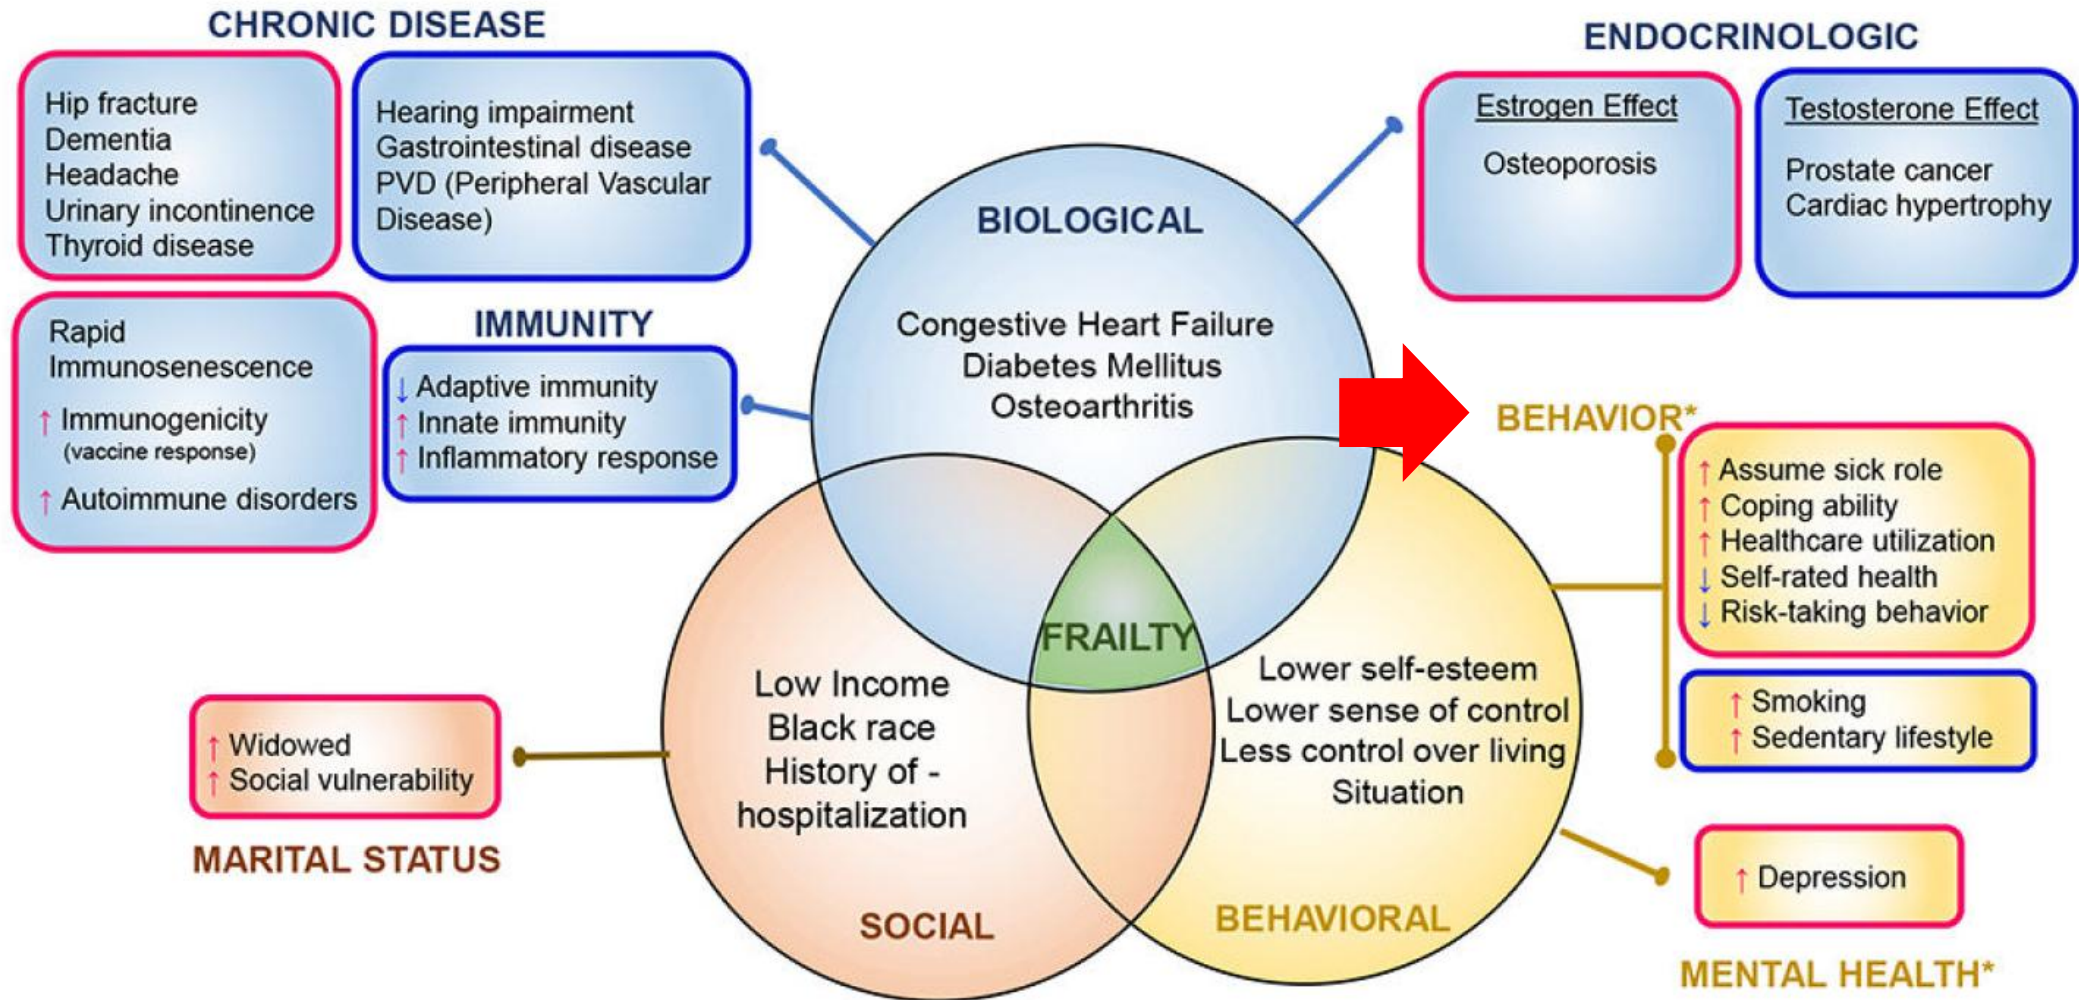 CHRONIC DISEASE
Hip fracture
Dementia
Headache
Urinary incontinence
Thyroid disease
Hearing impairment
Gastrointestinal disease
PVD (Peripheral Vascular
Disease)
ENDOCRINOLOGIC
Estrogen Effect
Osteoporosis
Testosterone Effect
Prostate cancer
Cardiac hypertrophy
Rapid
Immunosenescence
↑ Immunogenicity
(vaccine response)
↑ Autoimmune disorders
IMMUNITY
↓ Adaptive immunity
↑ Innate immunity
↑ Inflammatory response
BIOLOGICAL
Congestive Heart Failure
Diabetes Mellitus
Osteoarthritis
BEHAVIOR*
↑ Assume sick role
↑ Coping ability
↑ Healthcare utilization
↓ Self-rated health
↓ Risk-taking behavior
↑ Smoking
↑ Sedentary lifestyle
FRAILTY
Low Income
Black race
History of -
hospitalization
SOCIAL
Lower self-esteem
Lower sense of control
Less control over living
Situation
BEHAVIORAL
↑ Widowed
↑ Social vulnerability
MARITAL STATUS
↑ Depression
MENTAL HEALTH*